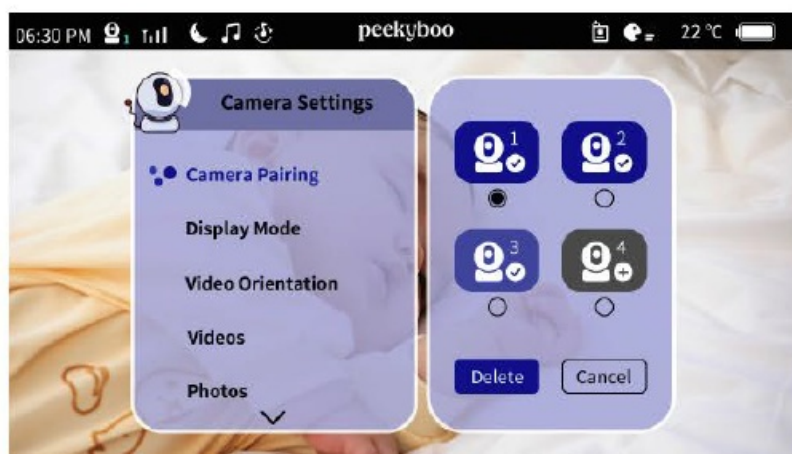 06:30 PM 1 peekyboo 22 °C
Camera Settings
Camera Pairing
Display Mode
Video Orientation
Videos
Photos
1 2
3 4
Delete Cancel